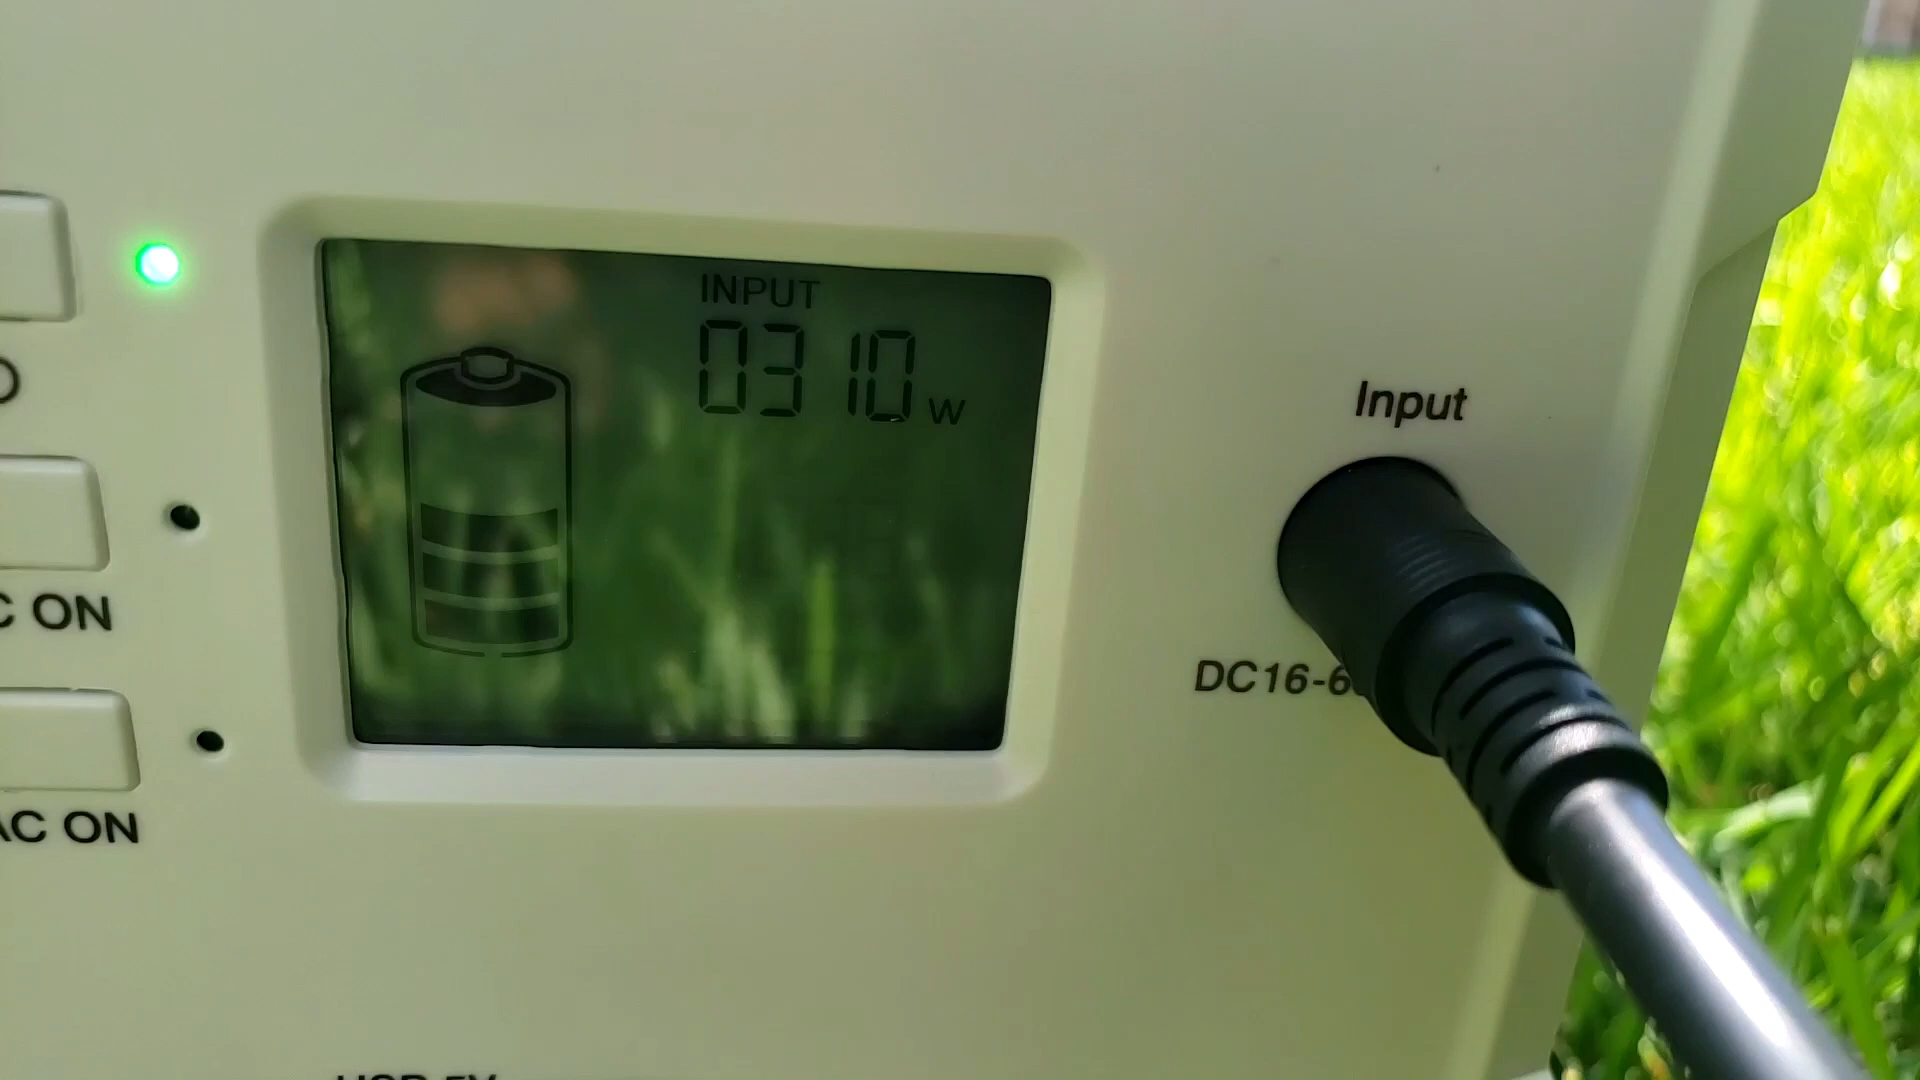 INPUT
0310 W
Input
DC16-6
C ON
AC ON